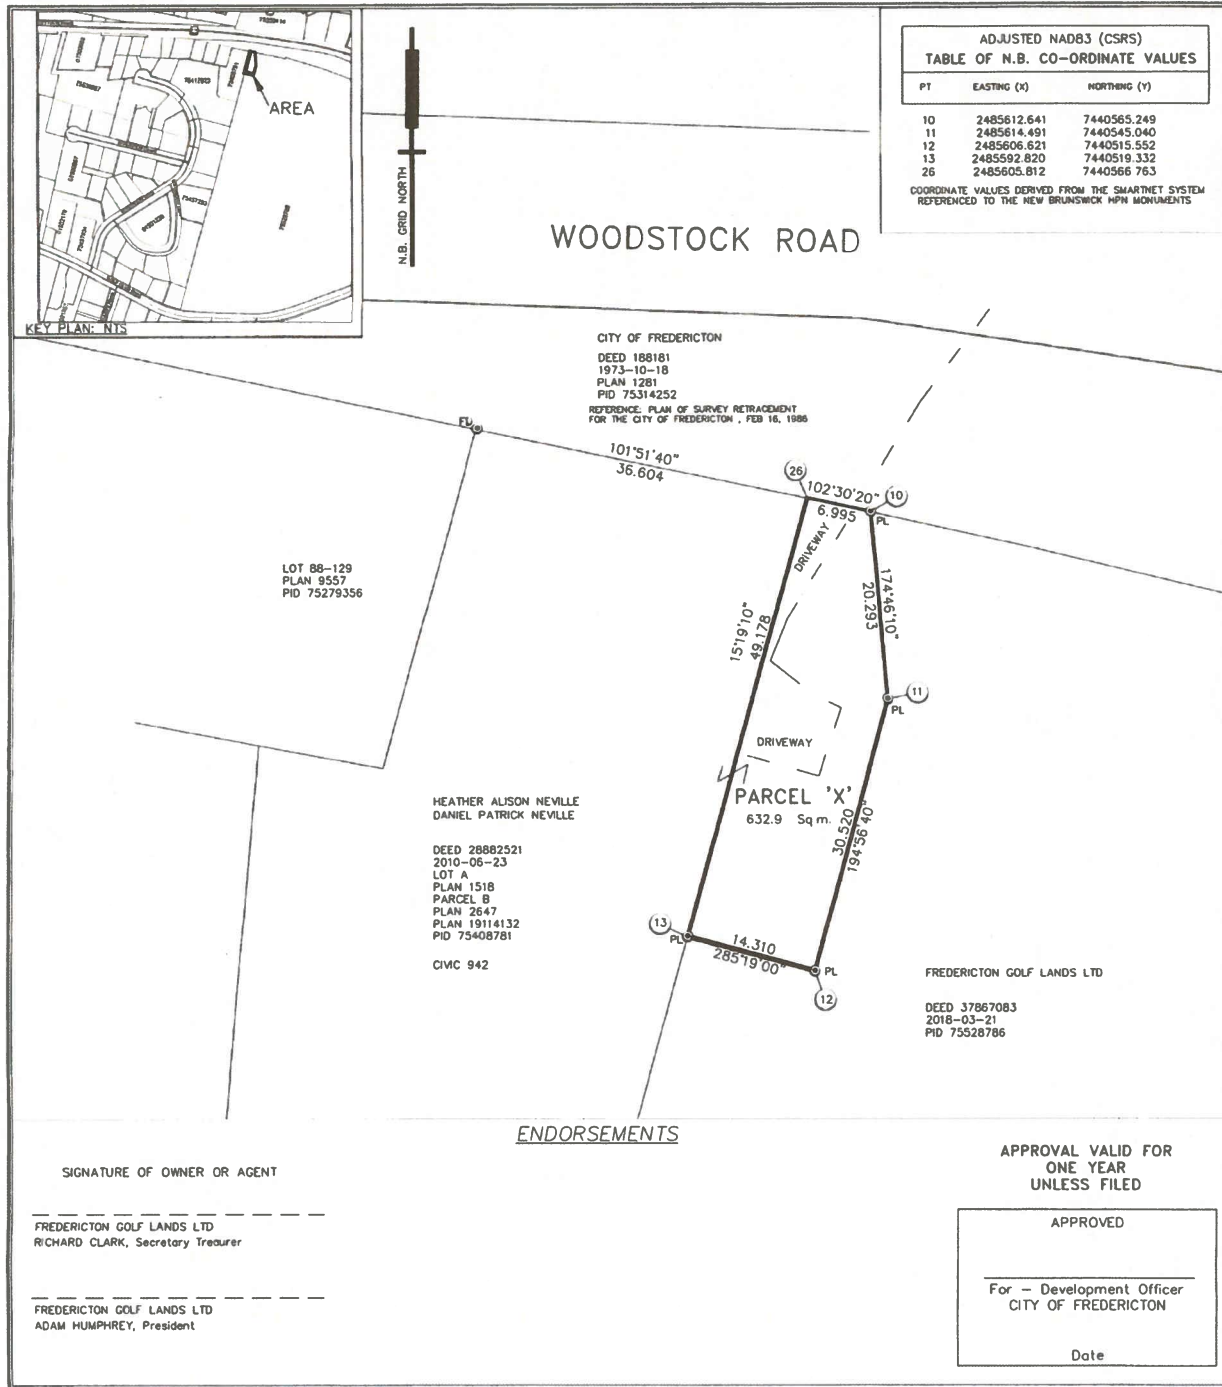 AREA
KEY PLAN: NTS
N.B. GRID NORTH
ADJUSTED NAD83 (CSRS)
TABLE OF N.B. CO-ORDINATE VALUES
PT EASTING (X) NORTHING (Y)
10 2485612.641 7440565.249
11 2485614.491 7440545.040
12 2485606.621 7440515.552
13 2485592.820 7440519.332
26 2485605.812 7440566 763
COORDINATE VALUES DERIVED FROM THE SMARTNET SYSTEM
REFERENCED TO THE NEW BRUNSWICK HPN MONUMENTS
WOODSTOCK ROAD
CITY OF FREDERICTON
DEED 188181
1973-10-18
PLAN 1281
PID 75314252
REFERENCE: PLAN OF SURVEY RETRACEMENT
FOR THE CITY OF FREDERICTON , FEB 16, 1986
FD
101°51'40"
36.604
26
102°30'20"
6.995
10
PL
DRIVEWAY
174°46'10"
20.293
LOT 88-129
PLAN 9557
PID 75279356
15°19'10"
49.178
11
PL
DRIVEWAY
PARCEL 'X'
632.9 Sq m.
30.520
194°56'40"
HEATHER ALISON NEVILLE
DANIEL PATRICK NEVILLE
DEED 28882521
2010-06-23
LOT A
PLAN 1518
PARCEL B
PLAN 2647
PLAN 19114132
PID 75408781
CIVIC 942
13
PL
14.310
285°19'00"
PL
12
FREDERICTON GOLF LANDS LTD
DEED 37867083
2018-03-21
PID 75528786
ENDORSEMENTS
SIGNATURE OF OWNER OR AGENT
FREDERICTON GOLF LANDS LTD
RICHARD CLARK, Secretary Treaurer
FREDERICTON GOLF LANDS LTD
ADAM HUMPHREY, President
APPROVAL VALID FOR
ONE YEAR
UNLESS FILED
APPROVED
For - Development Officer
CITY OF FREDERICTON
Date